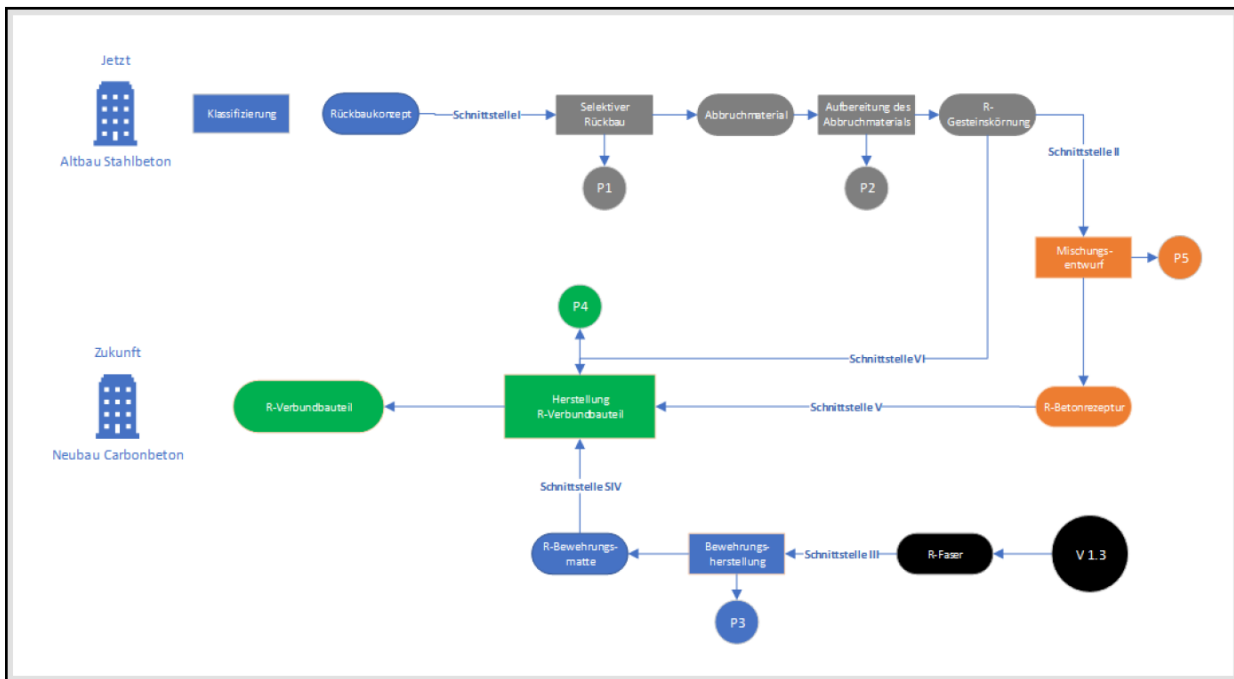 Jetzt
Altbau Stahlbeton
Klassifizierung
Rückbaukonzept
Schnittstelle I
Selektiver
Rückbau
Abbruchmaterial
Aufbereitung des
Abbruchmaterials
R-
Gesteinskörnung
P1
P2
Schnittstelle II
Mischungs-
entwurf
P5
P4
Schnittstelle VI
Zukunft
Neubau Carbonbeton
R-Verbundbauteil
Herstellung
R-Verbundbauteil
Schnittstelle V
R-Betonrezeptur
Schnittstelle SIV
R-Bewehrungs-
matte
Bewehrungs-
herstellung
Schnittstelle III
R-Faser
V 1.3
P3